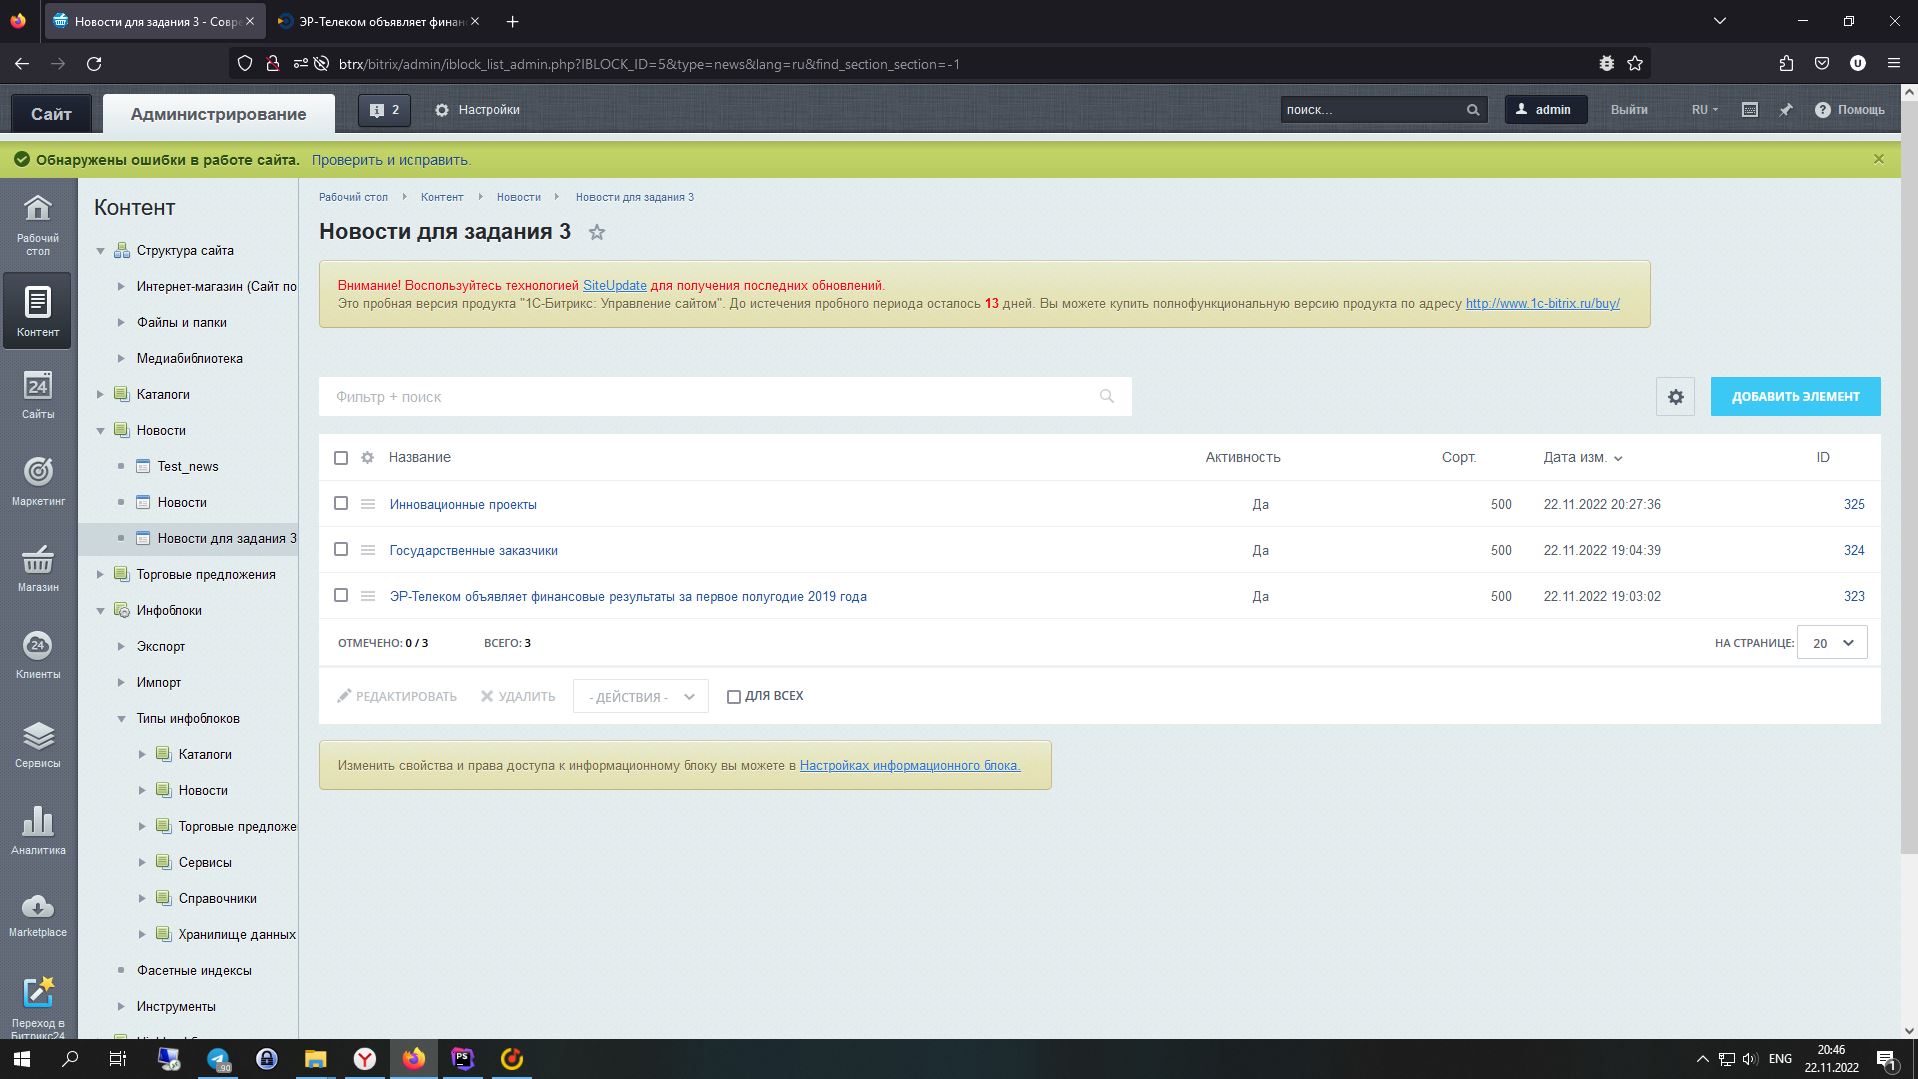 Новости для задания 3 - Совре
ЭР-Телеком объявляет финан
btrx/bitrix/admin/iblock_list_admin.php?IBLOCK_ID=5&type=news&lang=ru&find_section_section=-1
Сайт
Администрирование
2
Настройки
поиск...
admin
Выйти
RU
Помощь
Обнаружены ошибки в работе сайта. Проверить и исправить.
Рабочий стол
Контент
24
Сайты
Маркетинг
Магазин
24
Клиенты
Сервисы
Аналитика
Marketplace
Переход в
Битрикс24
Контент
Структура сайта
Интернет-магазин (Сайт по
Файлы и папки
Медиабиблиотека
Каталоги
Новости
Test_news
Новости
Новости для задания 3
Торговые предложения
Инфоблоки
Экспорт
Импорт
Типы инфоблоков
Каталоги
Новости
Торговые предложе
Сервисы
Справочники
Хранилище данных
Фасетные индексы
Инструменты
Рабочий стол Контент Новости Новости для задания 3
Новости для задания 3
Внимание! Воспользуйтесь технологией SiteUpdate для получения последних обновлений.
Это пробная версия продукта "1С-Битрикс: Управление сайтом". До истечения пробного периода осталось 13 дней. Вы можете купить полнофункциональную версию продукта по адресу http://www.1c-bitrix.ru/buy/
Фильтр + поиск
ДОБАВИТЬ ЭЛЕМЕНТ
Название Активность Сорт. Дата изм. ID
Инновационные проекты Да 500 22.11.2022 20:27:36 325
Государственные заказчики Да 500 22.11.2022 19:04:39 324
ЭР-Телеком объявляет финансовые результаты за первое полугодие 2019 года Да 500 22.11.2022 19:03:02 323
ОТМЕЧЕНО: 0 / 3 ВСЕГО: 3 НА СТРАНИЦЕ: 20
РЕДАКТИРОВАТЬ УДАЛИТЬ - ДЕЙСТВИЯ - ДЛЯ ВСЕХ
Изменить свойства и права доступа к информационному блоку вы можете в Настройках информационного блока.
90
PS
ENG
20:46
22.11.2022
1